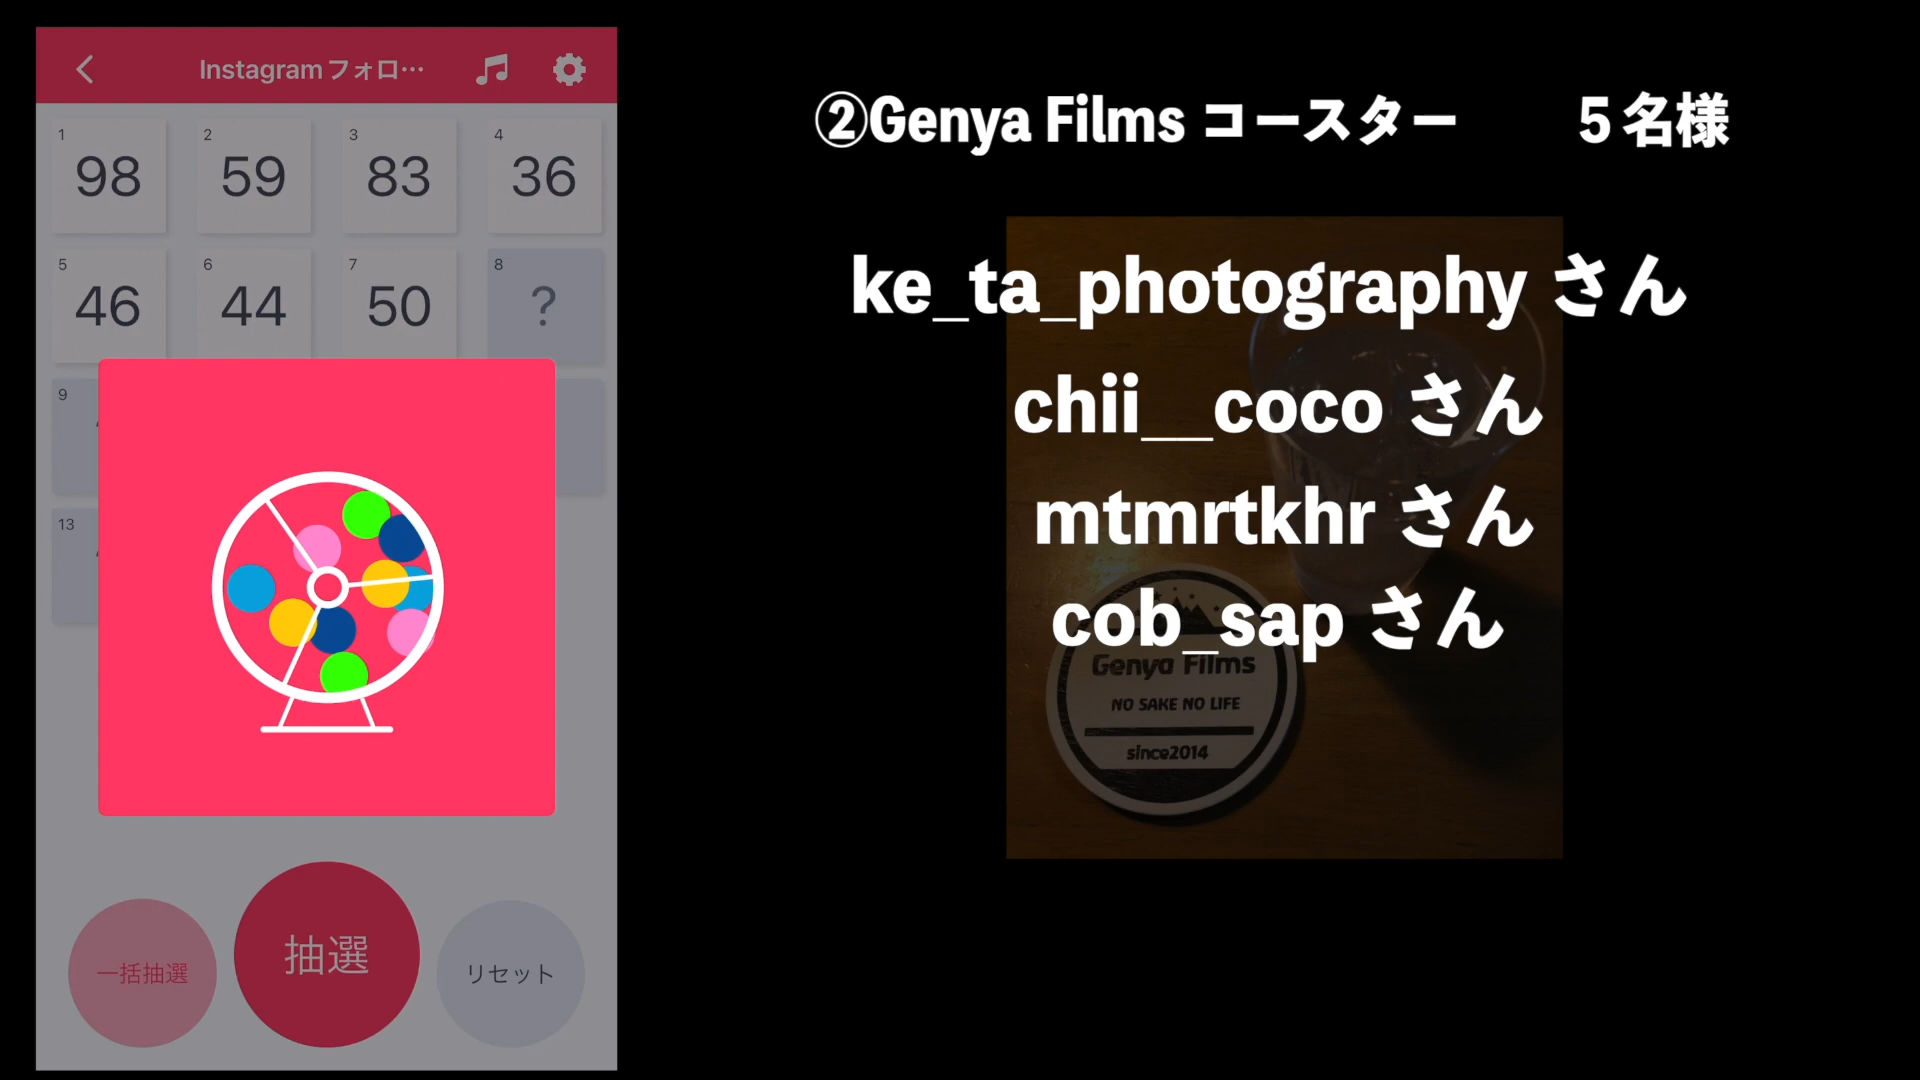 Instagramフォロ…
1
98
2
59
3
83
4
36
5
46
6
44
7
50
8
?
9
13
一括抽選
抽選
リセット
②Genya Films コースター　　５名様
ke_ta_photography さん
chii__coco さん
mtmrtkhr さん
cob_sap さん
Genya Films
NO SAKE NO LIFE
since2014